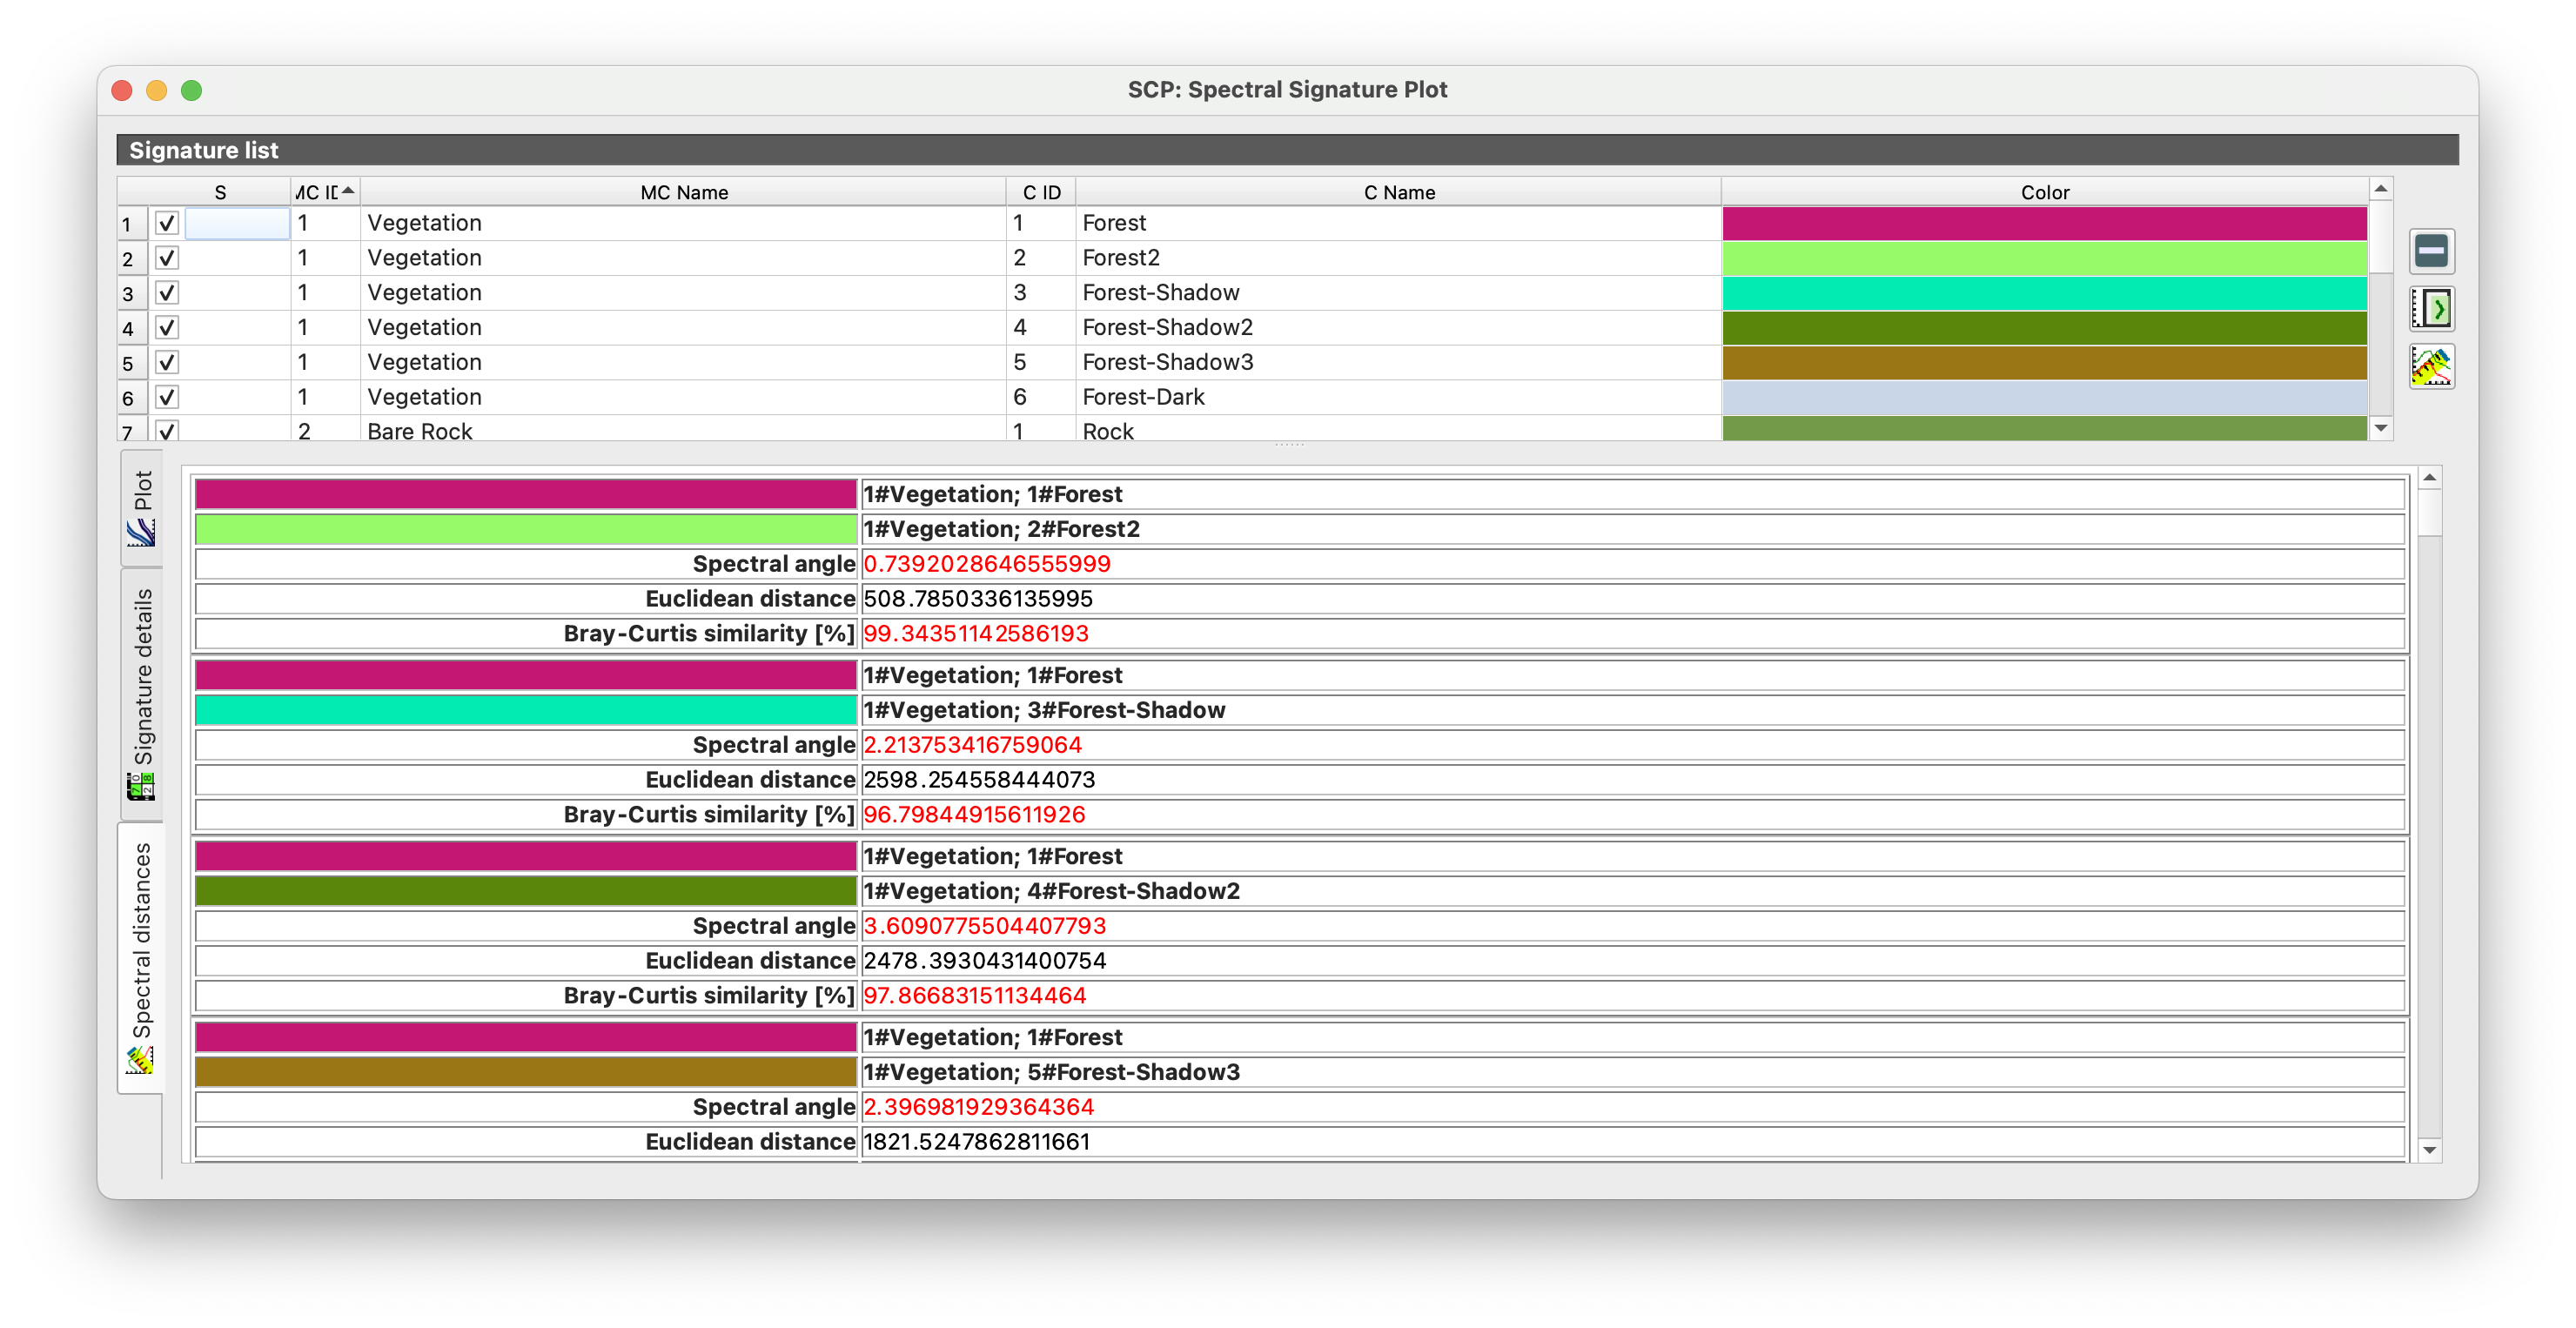 SCP: Spectral Signature Plot
Signature list
S MC ID MC Name C ID C Name Color
1 1 Vegetation 1 Forest
2 1 Vegetation 2 Forest2
3 1 Vegetation 3 Forest-Shadow
4 1 Vegetation 4 Forest-Shadow2
5 1 Vegetation 5 Forest-Shadow3
6 1 Vegetation 6 Forest-Dark
7 2 Bare Rock 1 Rock
Plot
Signature details
Spectral distances
1#Vegetation; 1#Forest
1#Vegetation; 2#Forest2
Spectral angle 0.7392028646555999
Euclidean distance 508.7850336135995
Bray-Curtis similarity [%] 99.34351142586193
1#Vegetation; 1#Forest
1#Vegetation; 3#Forest-Shadow
Spectral angle 2.213753416759064
Euclidean distance 2598.254558444073
Bray-Curtis similarity [%] 96.79844915611926
1#Vegetation; 1#Forest
1#Vegetation; 4#Forest-Shadow2
Spectral angle 3.6090775504407793
Euclidean distance 2478.3930431400754
Bray-Curtis similarity [%] 97.86683151134464
1#Vegetation; 1#Forest
1#Vegetation; 5#Forest-Shadow3
Spectral angle 2.396981929364364
Euclidean distance 1821.5247862811661